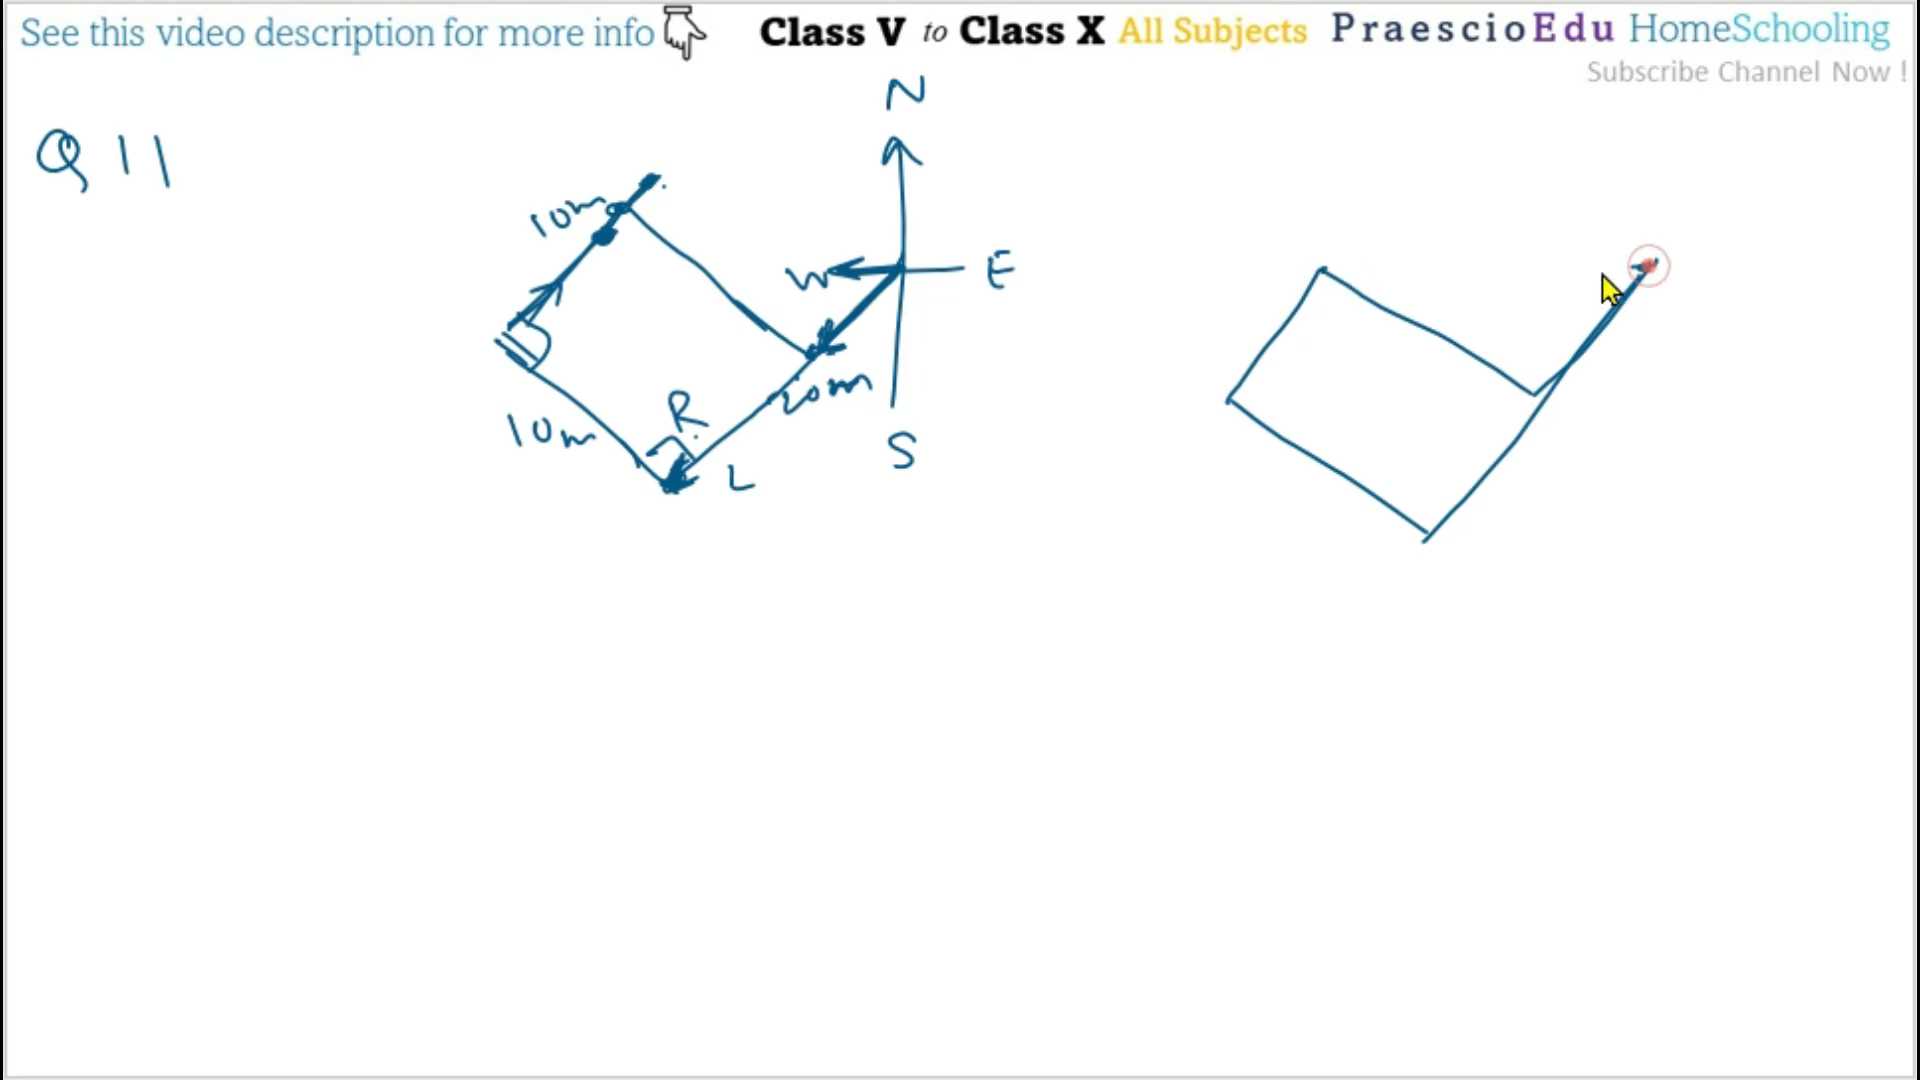 See this video description for more info Class V to Class X All Subjects PraescioEdu HomeSchooling
Subscribe Channel Now !
N
Q 11
10m
W E
20m
R
10m
L
S